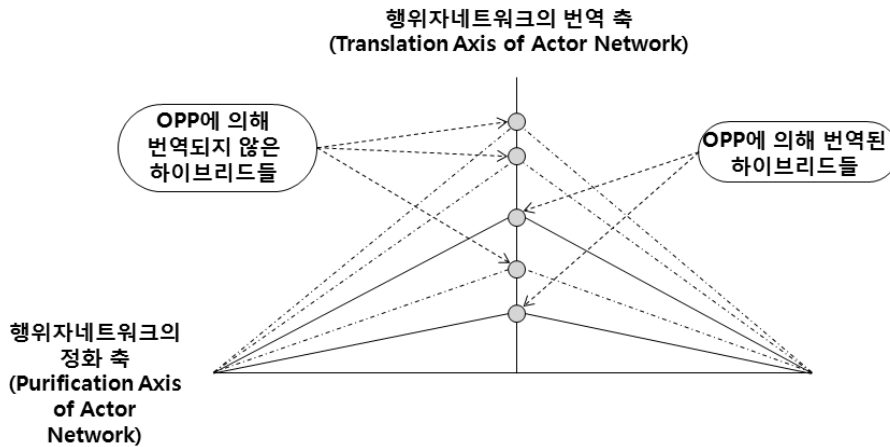 행위자네트워크의 번역 축
(Translation Axis of Actor Network)
OPP에 의해
번역되지 않은
하이브리드들
OPP에 의해 번역된
하이브리드들
행위자네트워크의
정화 축
(Purification Axis
of Actor
Network)